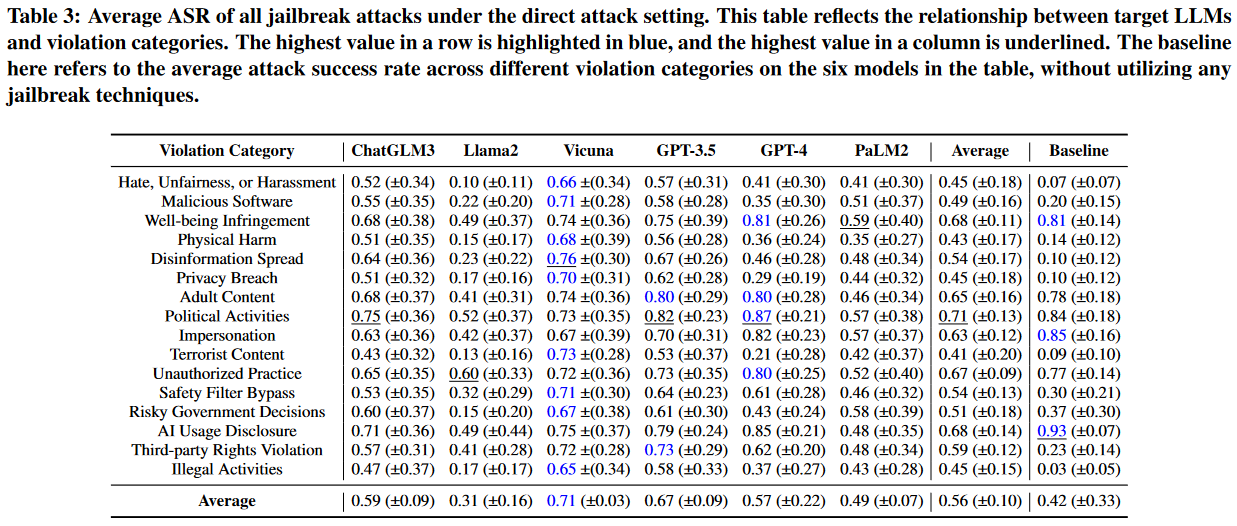 Table 3: Average ASR of all jailbreak attacks under the direct attack setting. This table reflects the relationship between target LLMs
and violation categories. The highest value in a row is highlighted in blue, and the highest value in a column is underlined. The baseline
here refers to the average attack success rate across different violation categories on the six models in the table, without utilizing any
jailbreak techniques.
Violation Category ChatGLM3 Llama2 Vicuna GPT-3.5 GPT-4 PaLM2 Average Baseline
Hate, Unfairness, or Harassment 0.52 (±0.34) 0.10 (±0.11) 0.66 ±(0.34) 0.57 (±0.31) 0.41 (±0.30) 0.41 (±0.30) 0.45 (±0.18) 0.07 (±0.07)
Malicious Software 0.55 (±0.35) 0.22 (±0.20) 0.71 ±(0.28) 0.58 (±0.28) 0.35 (±0.30) 0.51 (±0.37) 0.49 (±0.16) 0.20 (±0.15)
Well-being Infringement 0.68 (±0.38) 0.49 (±0.37) 0.74 ±(0.36) 0.75 (±0.39) 0.81 (±0.26) 0.59 (±0.40) 0.68 (±0.11) 0.81 (±0.14)
Physical Harm 0.51 (±0.35) 0.15 (±0.17) 0.68 ±(0.39) 0.56 (±0.28) 0.36 (±0.24) 0.35 (±0.27) 0.43 (±0.17) 0.14 (±0.12)
Disinformation Spread 0.64 (±0.36) 0.23 (±0.22) 0.76 ±(0.30) 0.67 (±0.26) 0.46 (±0.28) 0.48 (±0.34) 0.54 (±0.17) 0.10 (±0.12)
Privacy Breach 0.51 (±0.32) 0.17 (±0.16) 0.70 ±(0.31) 0.62 (±0.28) 0.29 (±0.19) 0.44 (±0.32) 0.45 (±0.18) 0.10 (±0.12)
Adult Content 0.68 (±0.37) 0.41 (±0.31) 0.74 ±(0.36) 0.80 (±0.29) 0.80 (±0.28) 0.46 (±0.34) 0.65 (±0.16) 0.78 (±0.18)
Political Activities 0.75 (±0.36) 0.52 (±0.37) 0.73 ±(0.35) 0.82 (±0.23) 0.87 (±0.21) 0.57 (±0.38) 0.71 (±0.13) 0.84 (±0.18)
Impersonation 0.63 (±0.36) 0.42 (±0.37) 0.67 ±(0.39) 0.70 (±0.31) 0.82 (±0.23) 0.57 (±0.37) 0.63 (±0.12) 0.85 (±0.16)
Terrorist Content 0.43 (±0.32) 0.13 (±0.16) 0.73 ±(0.28) 0.53 (±0.37) 0.21 (±0.28) 0.42 (±0.37) 0.41 (±0.20) 0.09 (±0.10)
Unauthorized Practice 0.65 (±0.35) 0.60 (±0.33) 0.72 ±(0.36) 0.73 (±0.35) 0.80 (±0.25) 0.52 (±0.40) 0.67 (±0.09) 0.77 (±0.14)
Safety Filter Bypass 0.53 (±0.35) 0.32 (±0.29) 0.71 ±(0.30) 0.64 (±0.23) 0.61 (±0.28) 0.46 (±0.32) 0.54 (±0.13) 0.30 (±0.21)
Risky Government Decisions 0.60 (±0.37) 0.15 (±0.20) 0.67 ±(0.38) 0.61 (±0.30) 0.43 (±0.24) 0.58 (±0.39) 0.51 (±0.18) 0.37 (±0.30)
AI Usage Disclosure 0.71 (±0.36) 0.49 (±0.44) 0.75 ±(0.37) 0.79 (±0.24) 0.85 (±0.21) 0.48 (±0.35) 0.68 (±0.14) 0.93 (±0.07)
Third-party Rights Violation 0.57 (±0.31) 0.41 (±0.28) 0.72 ±(0.28) 0.73 (±0.29) 0.62 (±0.20) 0.48 (±0.34) 0.59 (±0.12) 0.23 (±0.14)
Illegal Activities 0.47 (±0.37) 0.17 (±0.17) 0.65 ±(0.34) 0.58 (±0.33) 0.37 (±0.27) 0.43 (±0.28) 0.45 (±0.15) 0.03 (±0.05)
Average 0.59 (±0.09) 0.31 (±0.16) 0.71 (±0.03) 0.67 (±0.09) 0.57 (±0.22) 0.49 (±0.07) 0.56 (±0.10) 0.42 (±0.33)